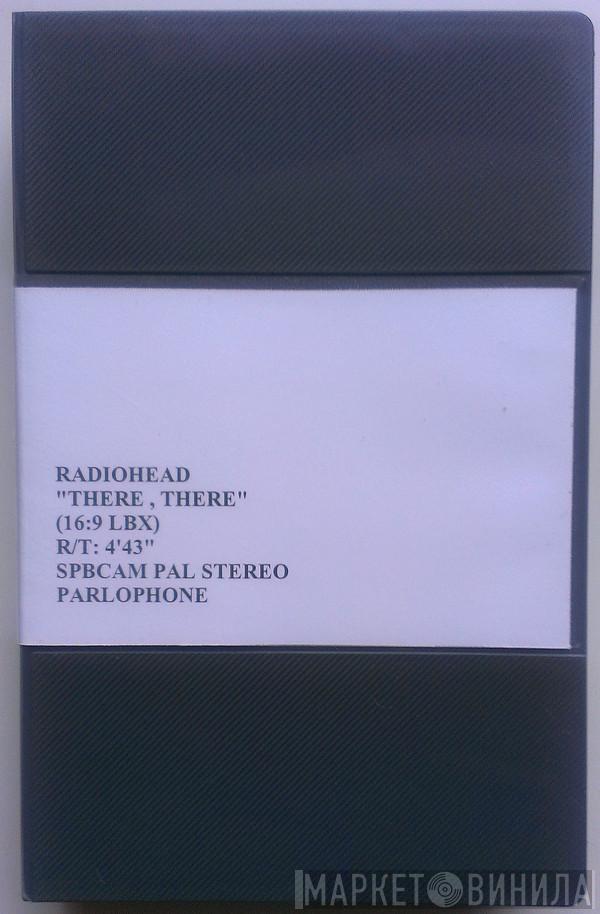 RADIOHEAD
"THERE , THERE"
(16:9 LBX)
R/T: 4'43"
SPBCAM PAL STEREO
PARLOPHONE
МАРКЕТ ВИНИЛА